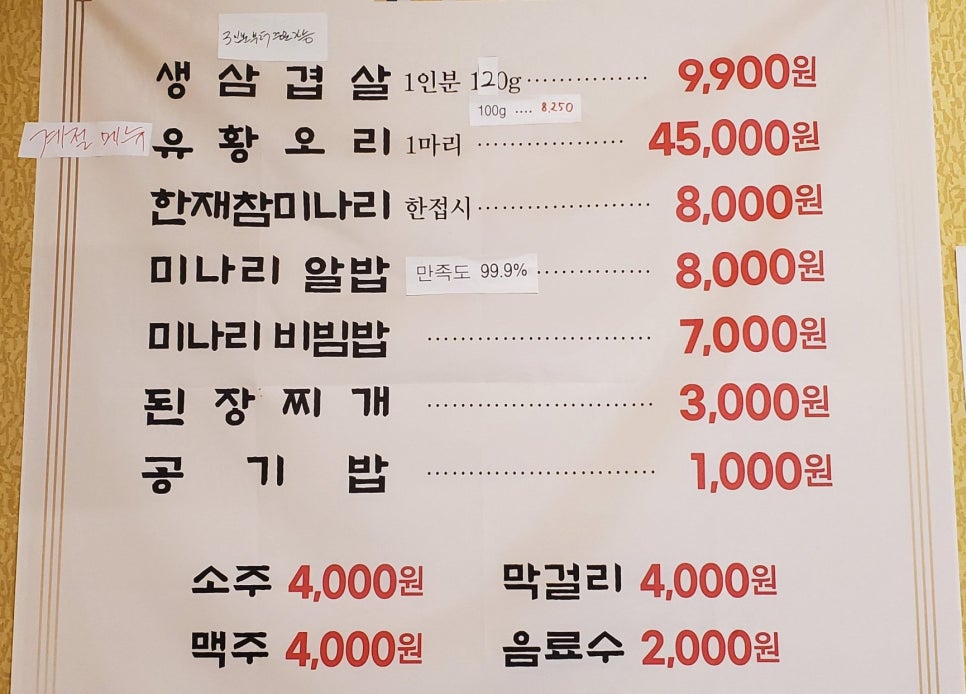 3인분부터 주문가능
생삼겹살 1인분 120g ............... 9,900원
100g .... 8,250
계절 메뉴
유황오리 1마리 .................. 45,000원
한재참미나리 한접시 ..................... 8,000원
미나리 알밥 만족도 99.9% .............. 8,000원
미나리 비빔밥 ........................... 7,000원
된장찌개 ........................... 3,000원
공기밥 ........................... 1,000원
소주 4,000원 막걸리 4,000원
맥주 4,000원 음료수 2,000원